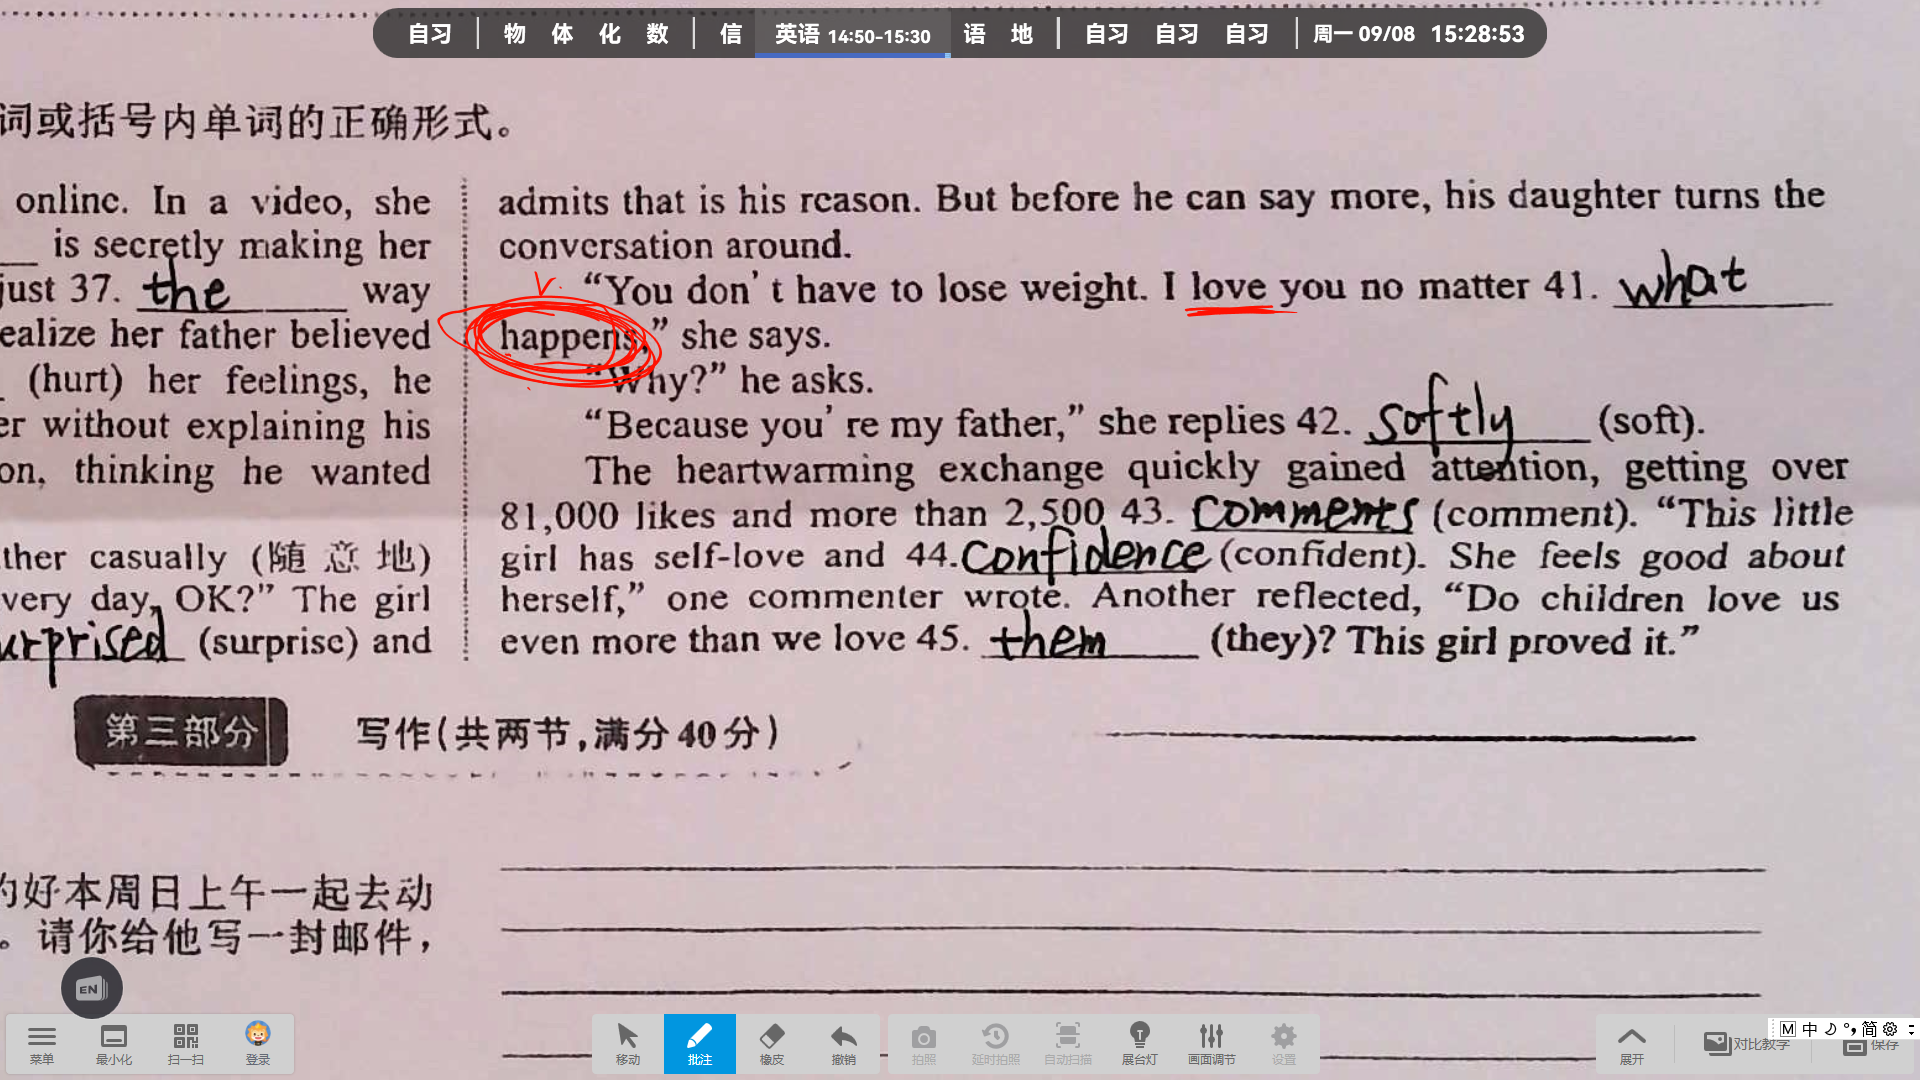 自习 物 体 化 数 信 英语 14:50-15:30 语 地 自习 自习 自习 周一 09/08 15:28:53
词或括号内单词的正确形式。
online. In a video, she
is secretly making her
just 37. the way
ealize her father believed
(hurt) her feelings, he
er without explaining his
on, thinking he wanted
ther casually (随意地)
very day, OK?” The girl
urprised (surprise) and
admits that is his reason. But before he can say more, his daughter turns the
conversation around.
“You don't have to lose weight. I love you no matter 41. what
happens,” she says.
“Why?” he asks.
“Because you're my father,” she replies 42. softly (soft).
The heartwarming exchange quickly gained attention, getting over
81,000 likes and more than 2,500 43. comments (comment). “This little
girl has self-love and 44. confidence (confident). She feels good about
herself,” one commenter wrote. Another reflected, “Do children love us
even more than we love 45. them (they)? This girl proved it.”
第三部分 写作(共两节,满分40分)
好本周日上午一起去动
。请你给他写一封邮件,
EN
菜单 最小化 扫一扫 登录 移动 批注 橡皮 撤销 拍照 延时拍照 自动扫描 展台灯 画面调节 设置 展开 对比教学 保存
M 中 简